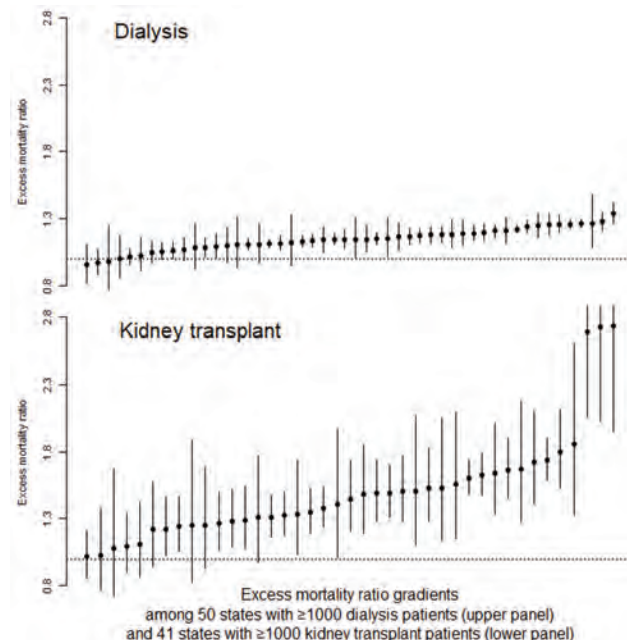 Dialysis
Excess mortality ratio
2.8
2.3
1.8
1.3
0.8
Kidney transplant
Excess mortality ratio
2.8
2.3
1.8
1.3
0.8
Excess mortality ratio gradients
among 50 states with ≥1000 dialysis patients (upper panel)
and 41 states with ≥1000 kidney transplant patients (lower panel)